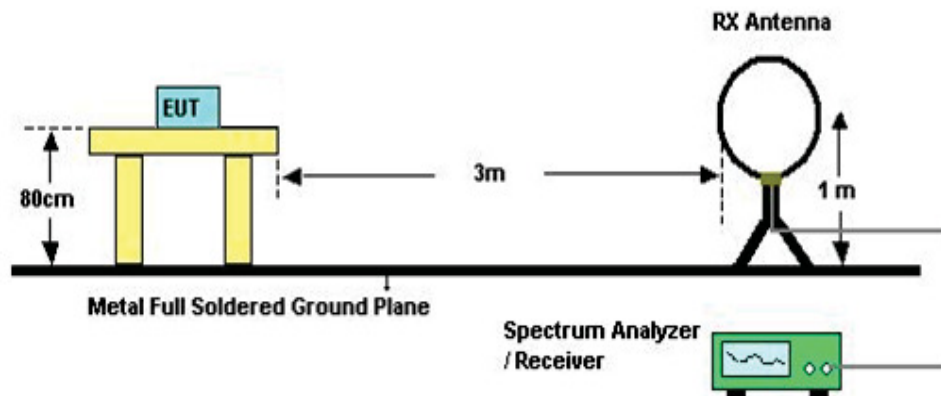 RX Antenna
EUT
3m
80cm
1 m
Metal Full Soldered Ground Plane
Spectrum Analyzer
/ Receiver